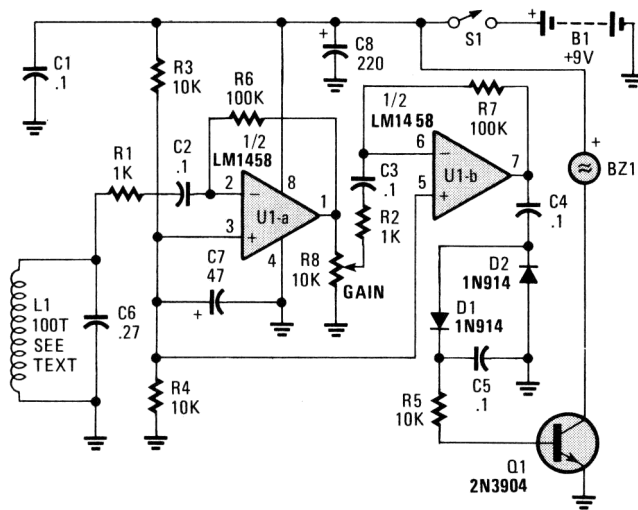 C1
.1
R3
10K
R6
100K
1/2
LM1458
R1
1K
C2
.1
2
−
3
+
8
U1-a
1
4
C7
47
+
R8
10K
GAIN
L1
100T
SEE
TEXT
C6
.27
R4
10K
+
C8
220
S1
+
B1
+9V
1/2
LM1458
R7
100K
6
−
5
+
7
U1-b
C3
.1
R2
1K
C4
.1
+
BZ1
D2
1N914
D1
1N914
C5
.1
R5
10K
Q1
2N3904